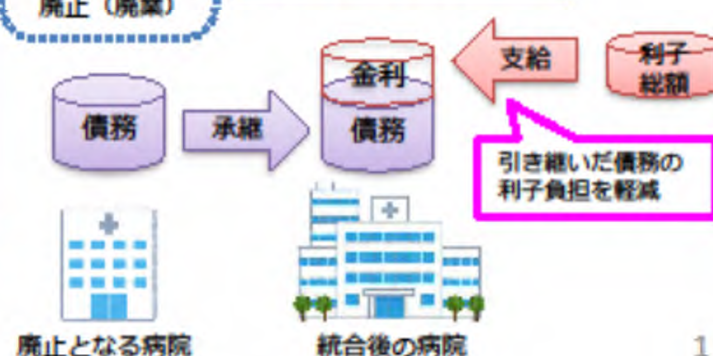 廃止（廃業）
債務
承継
金利
債務
支給
利子
総額
引き継いだ債務の
利子負担を軽減
廃止となる病院
統合後の病院
1